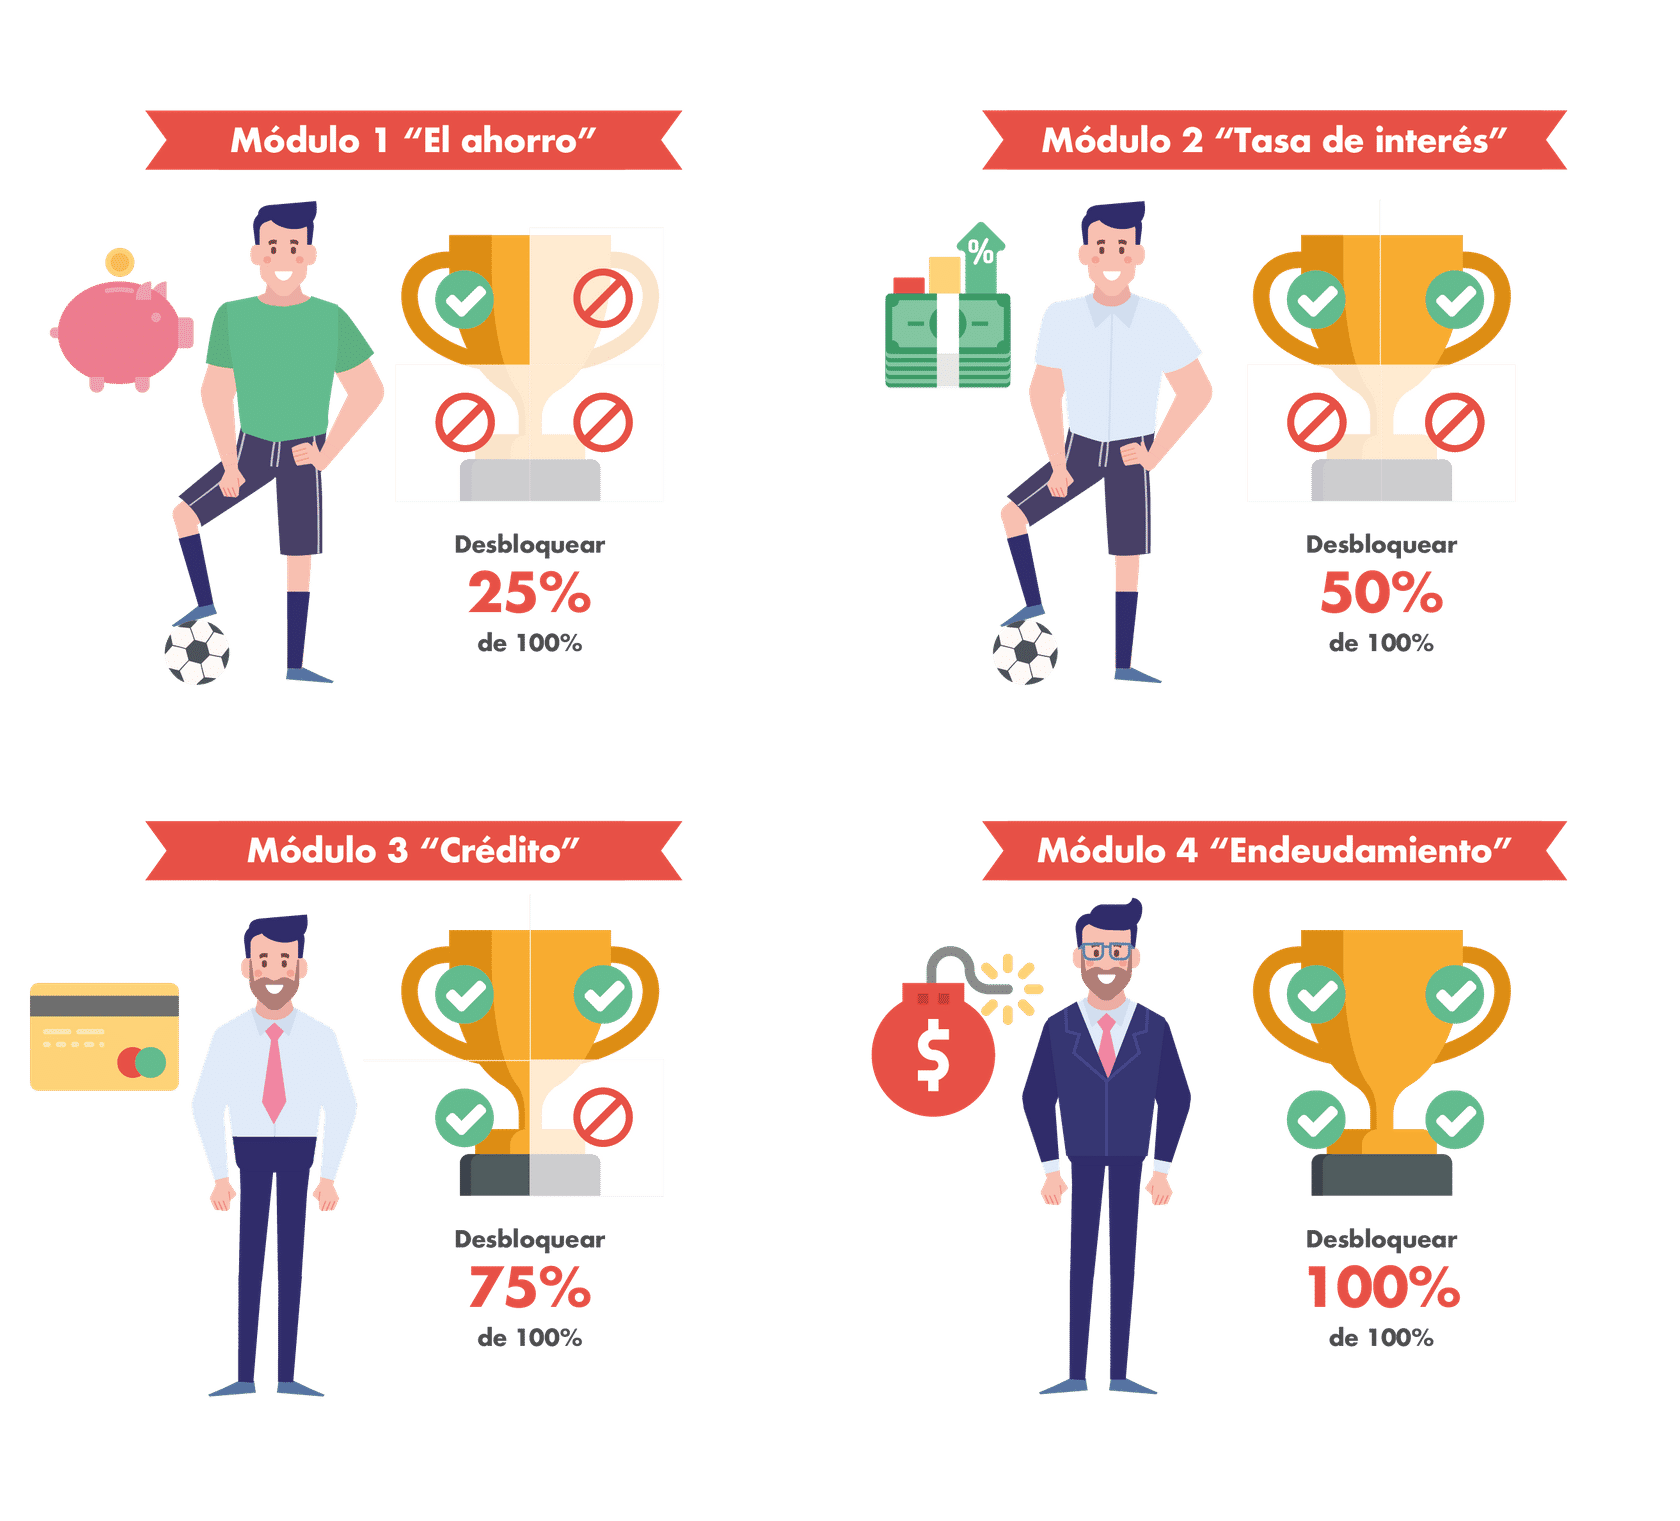 Módulo 1 “El ahorro”
Desbloquear
25%
de 100%
Módulo 2 “Tasa de interés”
%
Desbloquear
50%
de 100%
Módulo 3 “Crédito”
Desbloquear
75%
de 100%
Módulo 4 “Endeudamiento”
$
Desbloquear
100%
de 100%